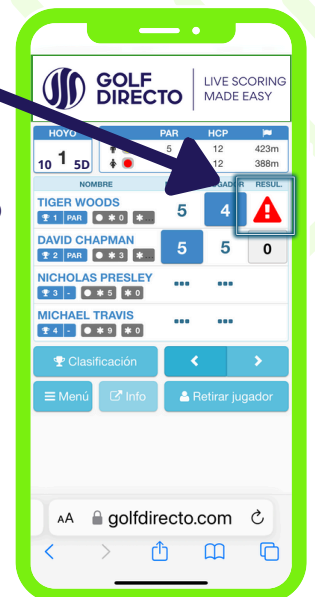 GOLF DIRECTO
LIVE SCORING MADE EASY
HOYO PAR HCP
10 1 5D 5 12 423m
12 388m
NOMBRE RESUL.
TIGER WOODS 5 4
1 PAR 0
DAVID CHAPMAN 5 5 0
2 PAR 3 0
NICHOLAS PRESLEY ... ...
3 - 5 0
MICHAEL TRAVIS ... ...
4 - 9 0
Clasificación < >
Menú Info Retirar jugador
AA golfdirecto.com